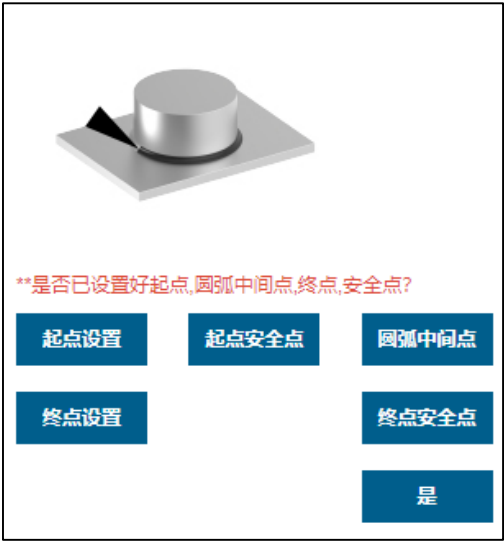 **是否已设置好起点,圆弧中间点,终点,安全点?
起点设置 起点安全点 圆弧中间点
终点设置 终点安全点
是